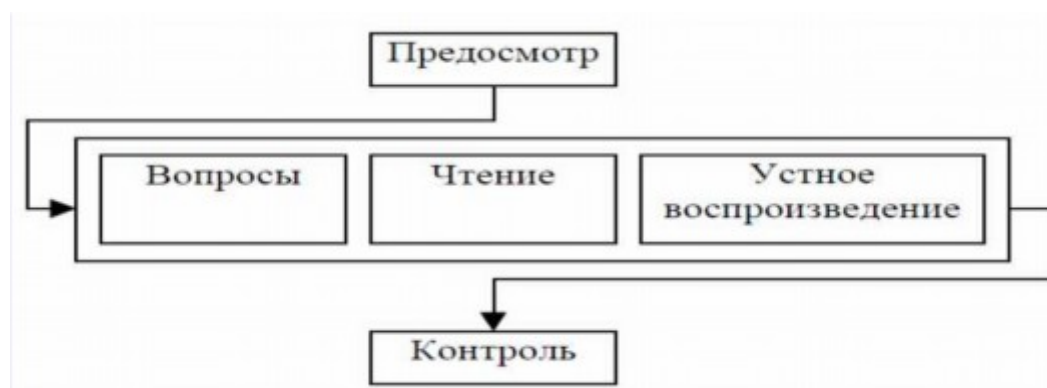 Предосмотр
Вопросы
Чтение
Устное
воспроизведение
Контроль